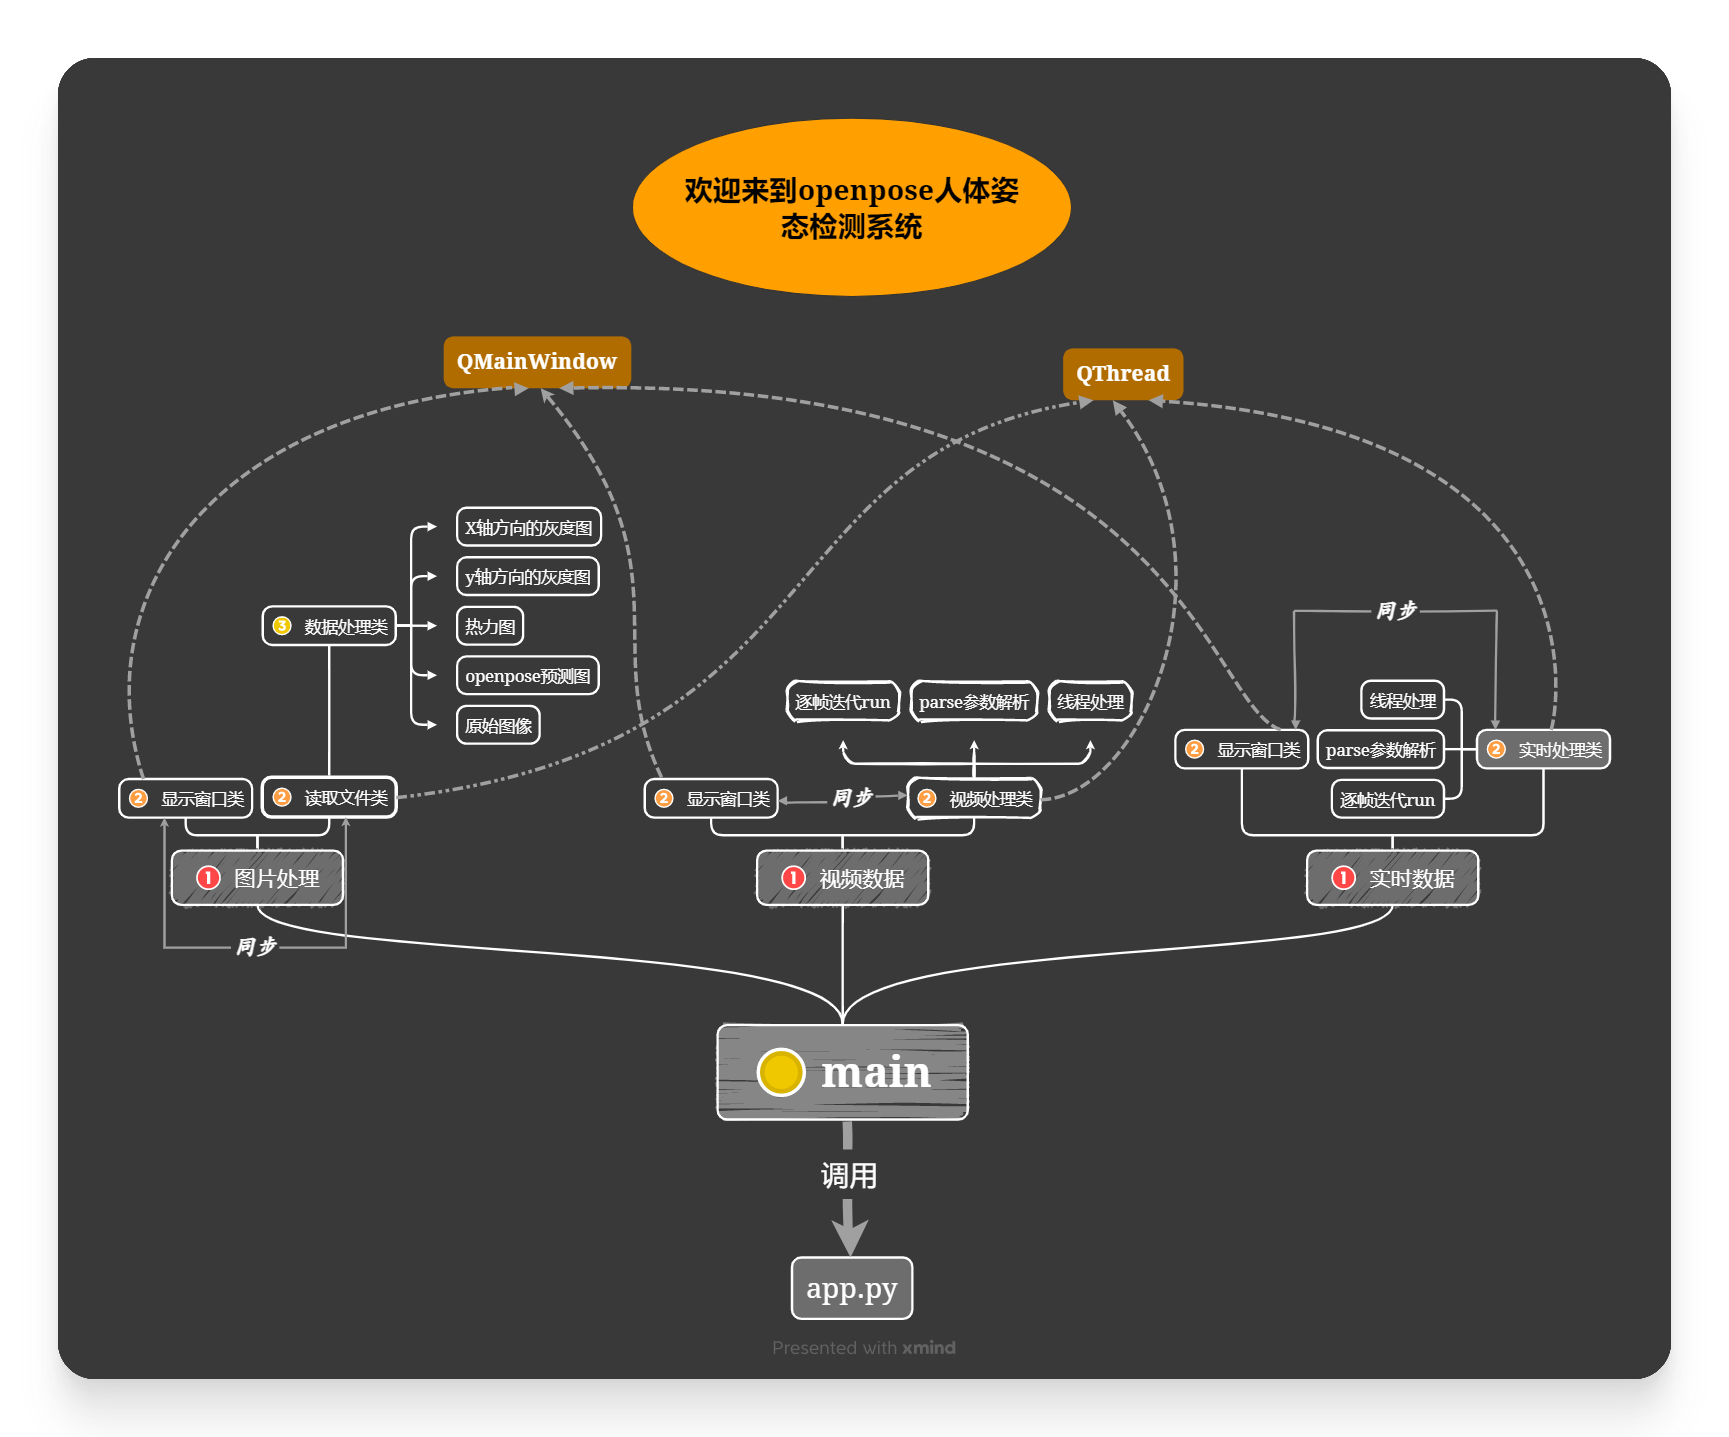 欢迎来到openpose人体姿
态检测系统
QMainWindow
QThread
X轴方向的灰度图
y轴方向的灰度图
热力图
openpose预测图
原始图像
3 数据处理类
同步
逐帧迭代run
parse参数解析
线程处理
线程处理
parse参数解析
逐帧迭代run
2 显示窗口类
2 实时处理类
2 显示窗口类
2 读取文件类
2 显示窗口类
同步
2 视频处理类
1 图片处理
1 视频数据
1 实时数据
同步
main
调用
app.py
Presented with xmind